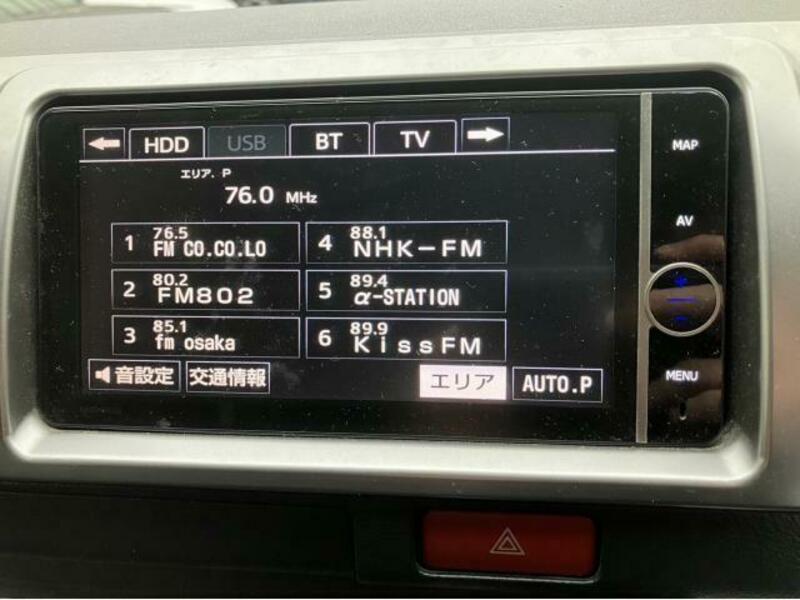 HDD USB BT TV
エリア. P
76.0 MHz
1 76.5 FM CO.CO.LO
2 80.2 FM802
3 85.1 fm osaka
4 88.1 NHK-FM
5 89.4 α-STATION
6 89.9 KissFM
音設定 交通情報 エリア AUTO.P
MAP
AV
MENU